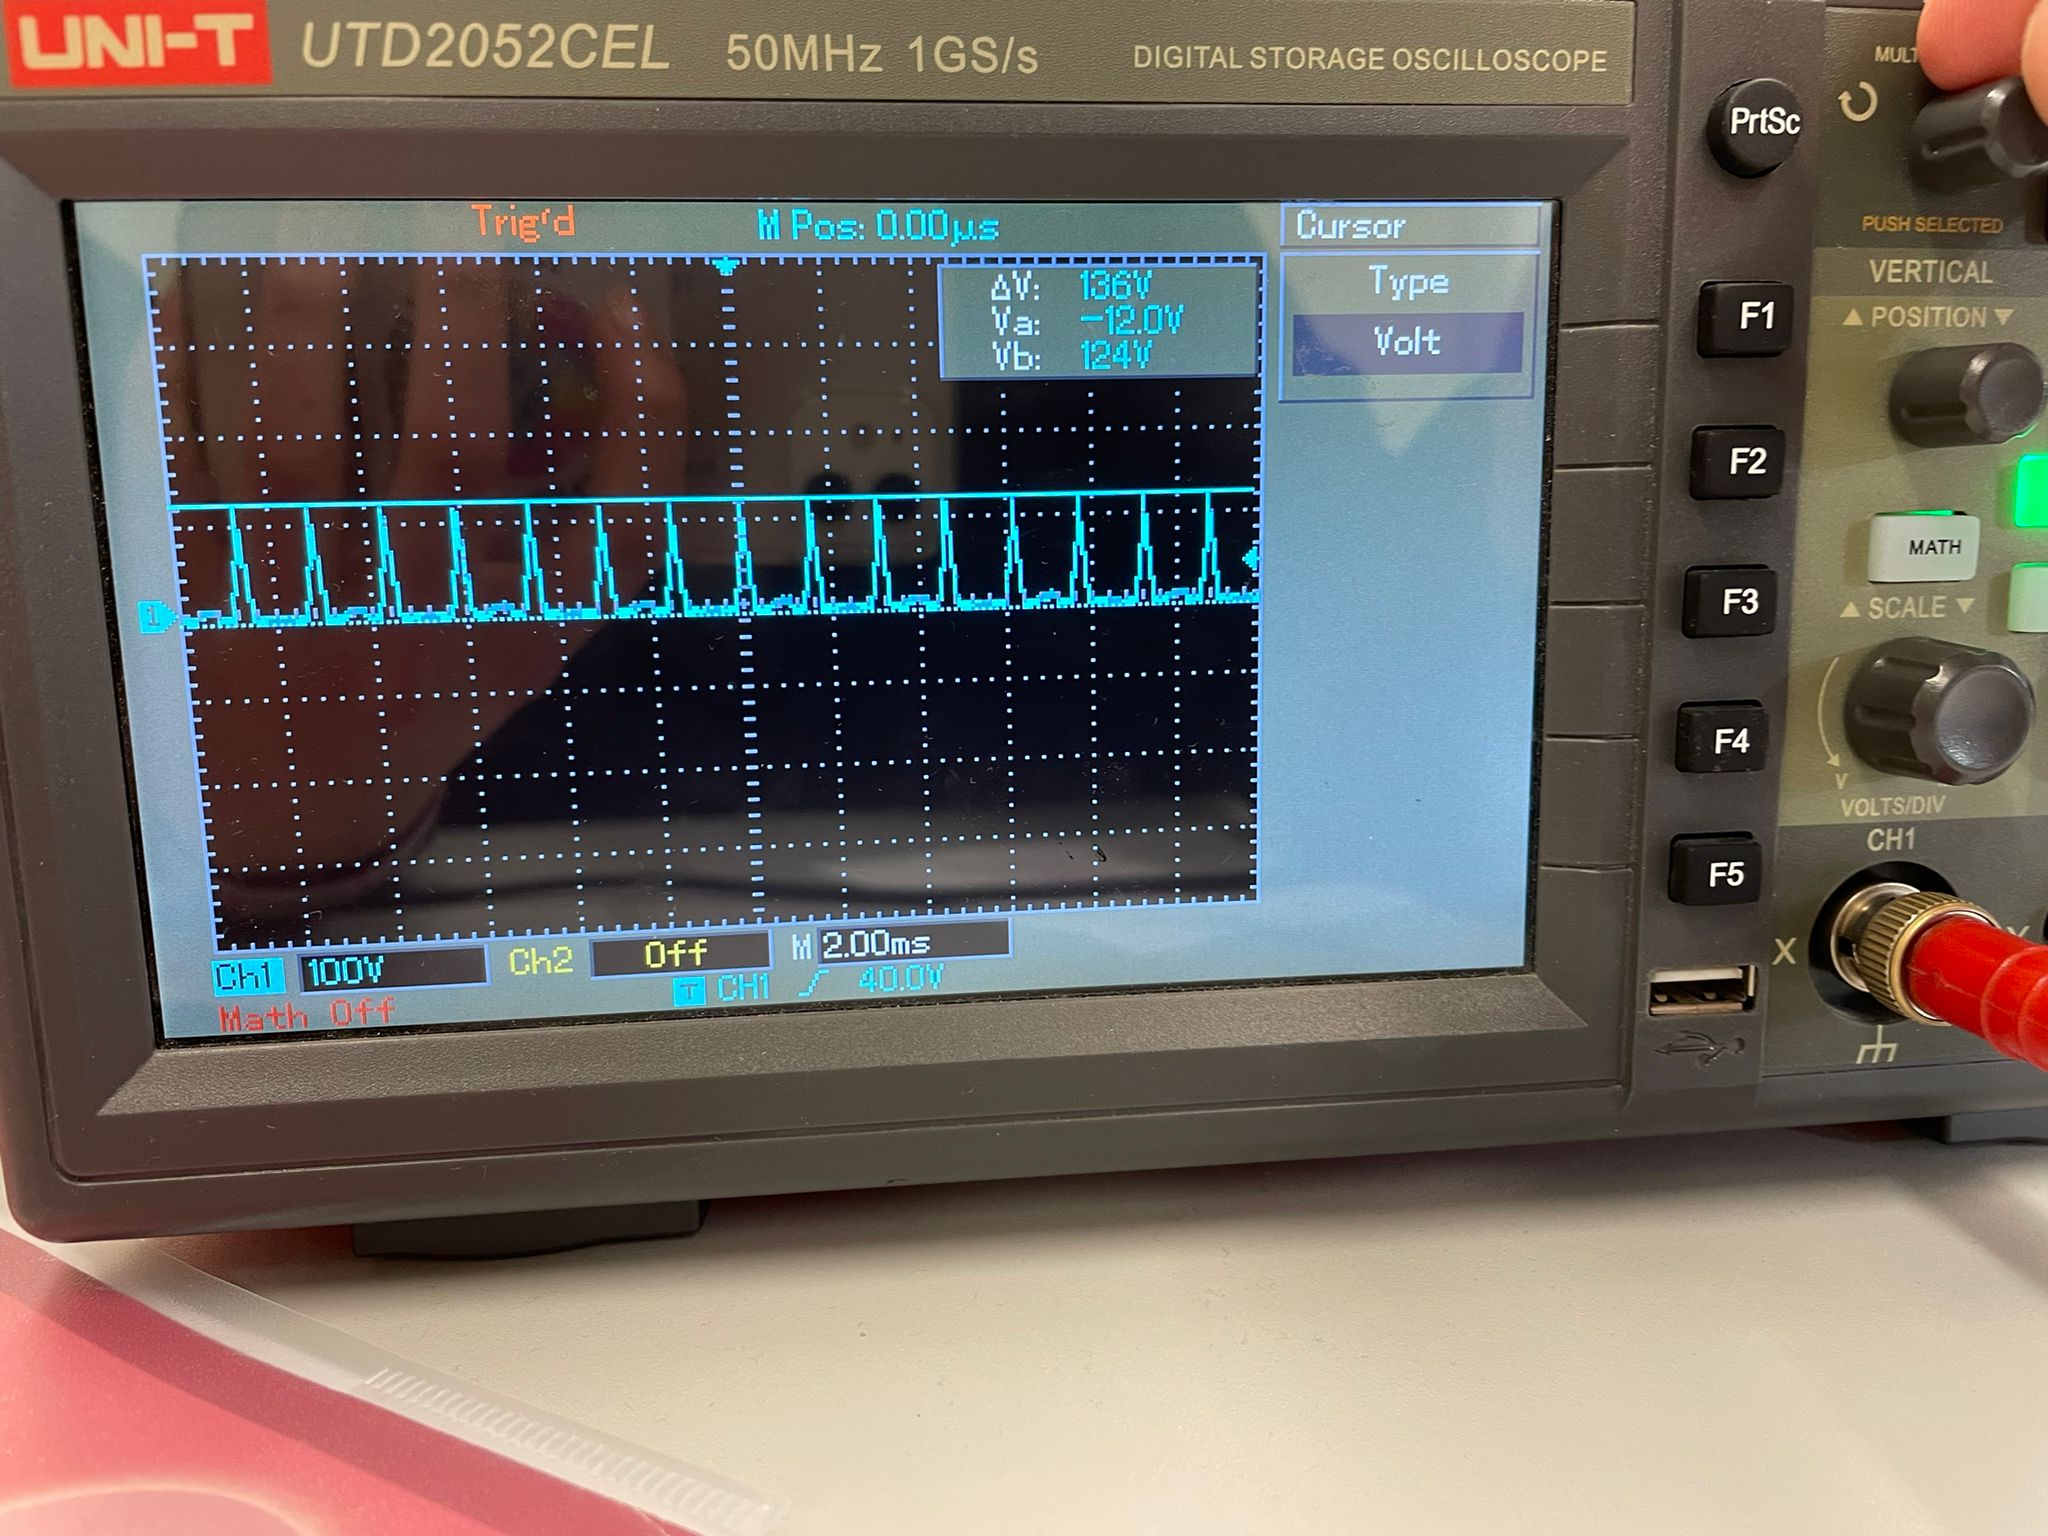 UNI-T UTD2052CEL 50MHz 1GS/s DIGITAL STORAGE OSCILLOSCOPE
PrtSc
PUSH SELECTED
Trig'd M Pos: 0.00µs
Cursor
Type
Volt
ΔV: 136V
Va: -12.0V
Vb: 124V
1
Ch1 100V Ch2 Off M 2.00ms
T CH1 40.0V
Math Off
F1
F2
F3
F4
F5
VERTICAL
▲ POSITION ▼
MATH
▲ SCALE ▼
V
VOLTS/DIV
CH1
X
Y